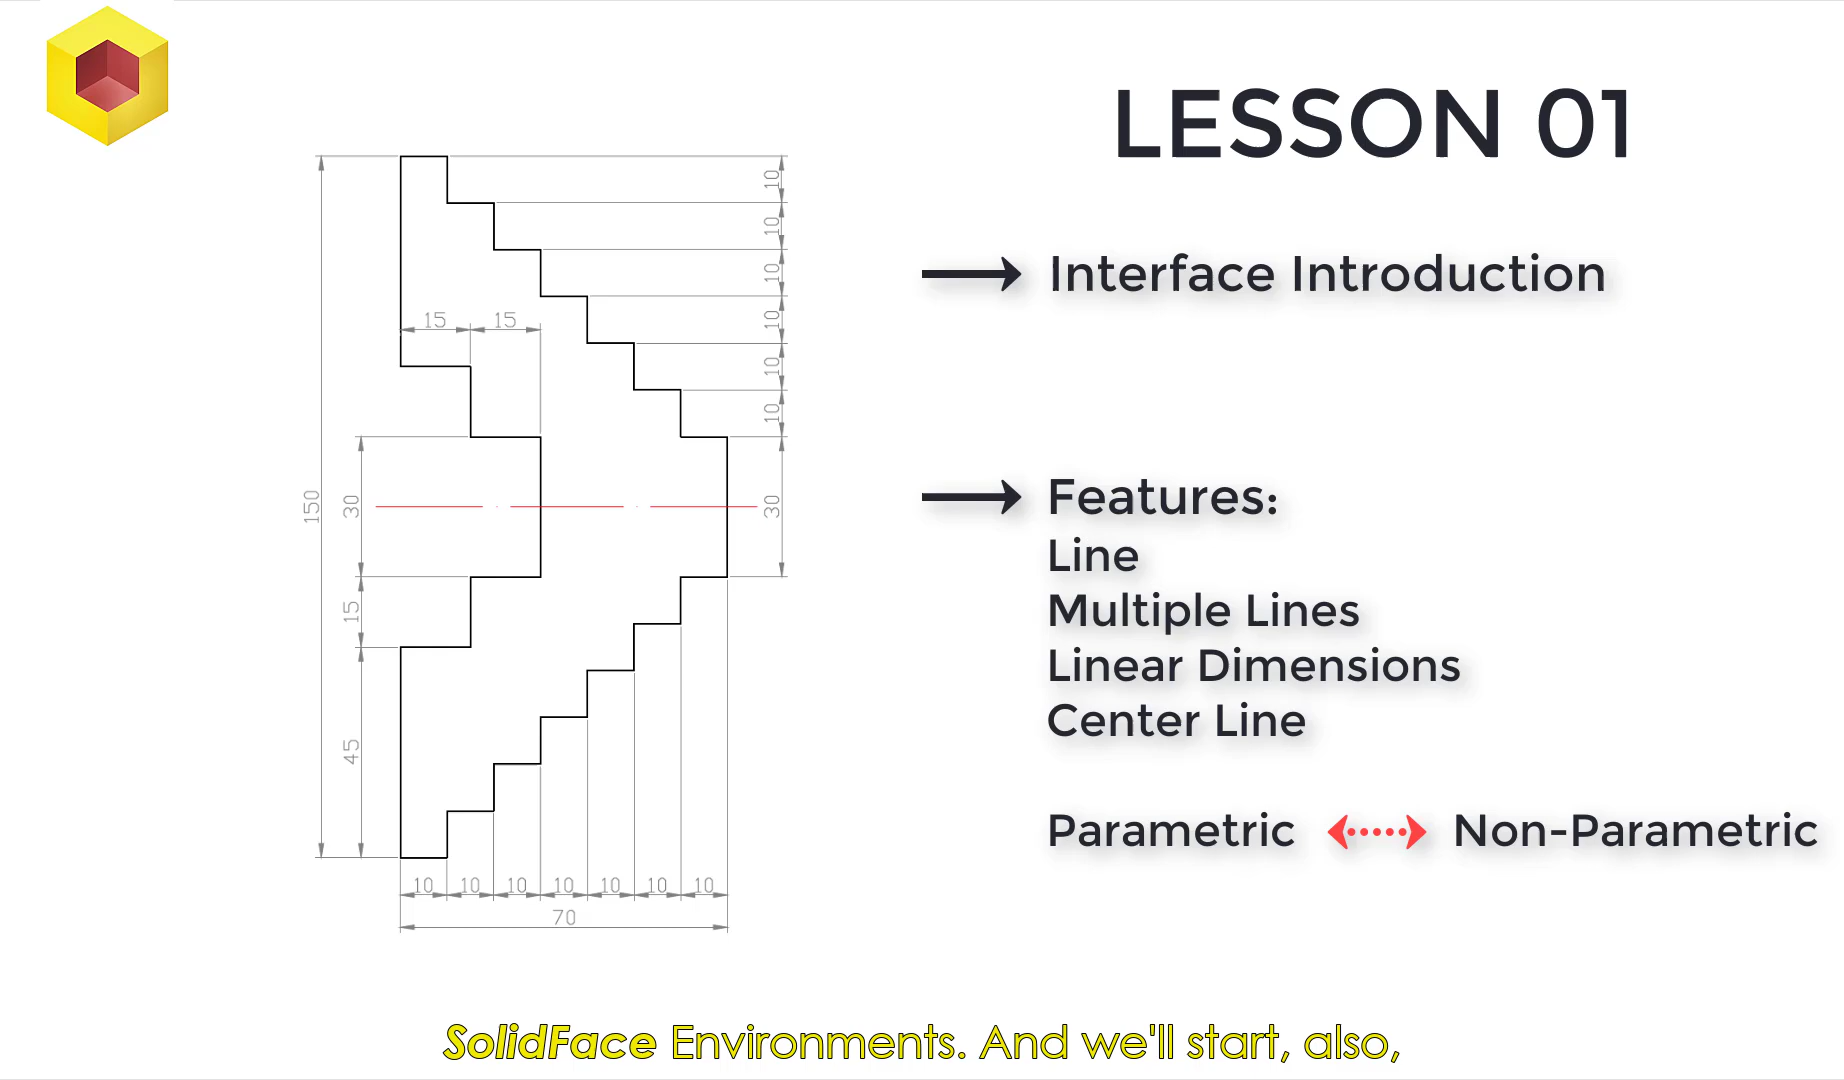 LESSON 01
Interface Introduction
Features:
Line
Multiple Lines
Linear Dimensions
Center Line
Parametric Non-Parametric
10
10
10
10
10
10
30
15 15
150
30
15
45
10 10 10 10 10 10 10
70
SolidFace Environments. And we'll start, also,